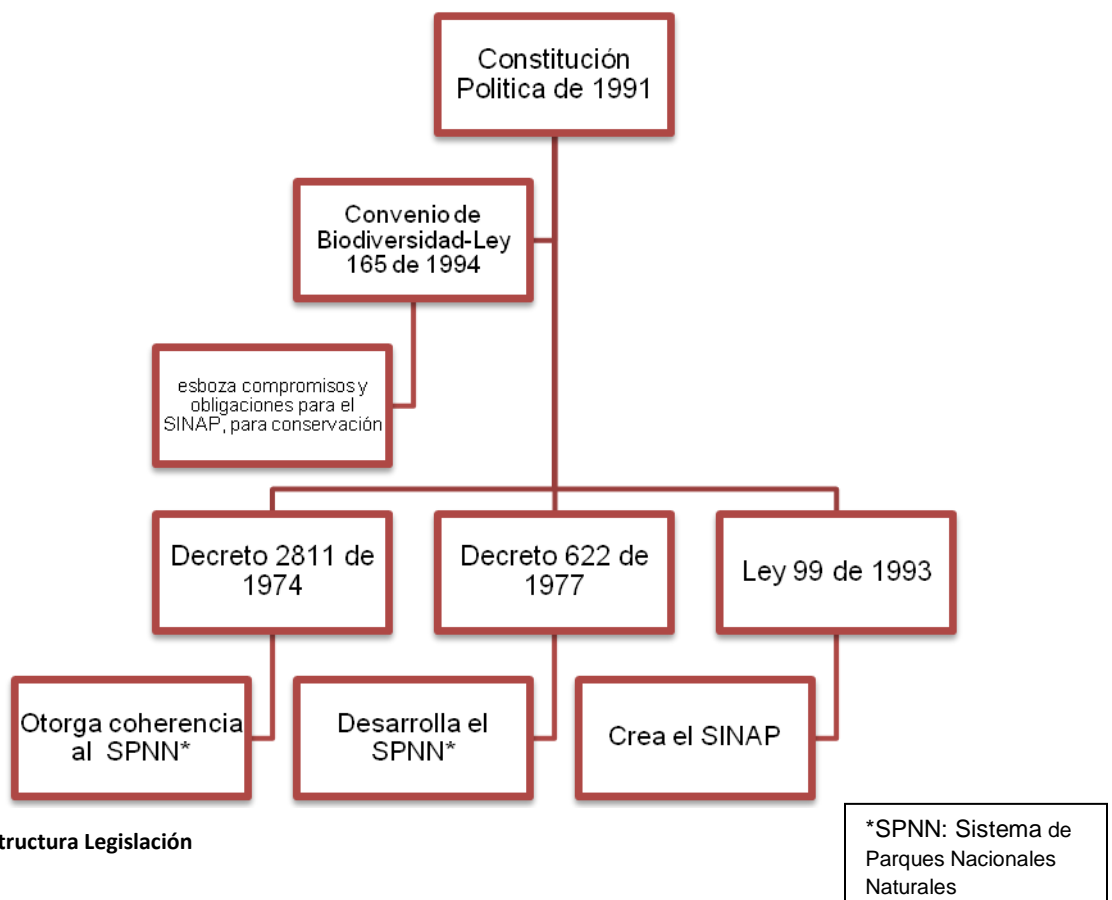 Constitución
Politica de 1991
Convenio de
Biodiversidad-Ley
165 de 1994
esboza compromisos y
obligaciones para el
SINAP, para conservación
Decreto 2811 de
1974
Decreto 622 de
1977
Ley 99 de 1993
Otorga coherencia
al SPNN*
Desarrolla el
SPNN*
Crea el SINAP
tructura Legislación
*SPNN: Sistema de
Parques Nacionales
Naturales